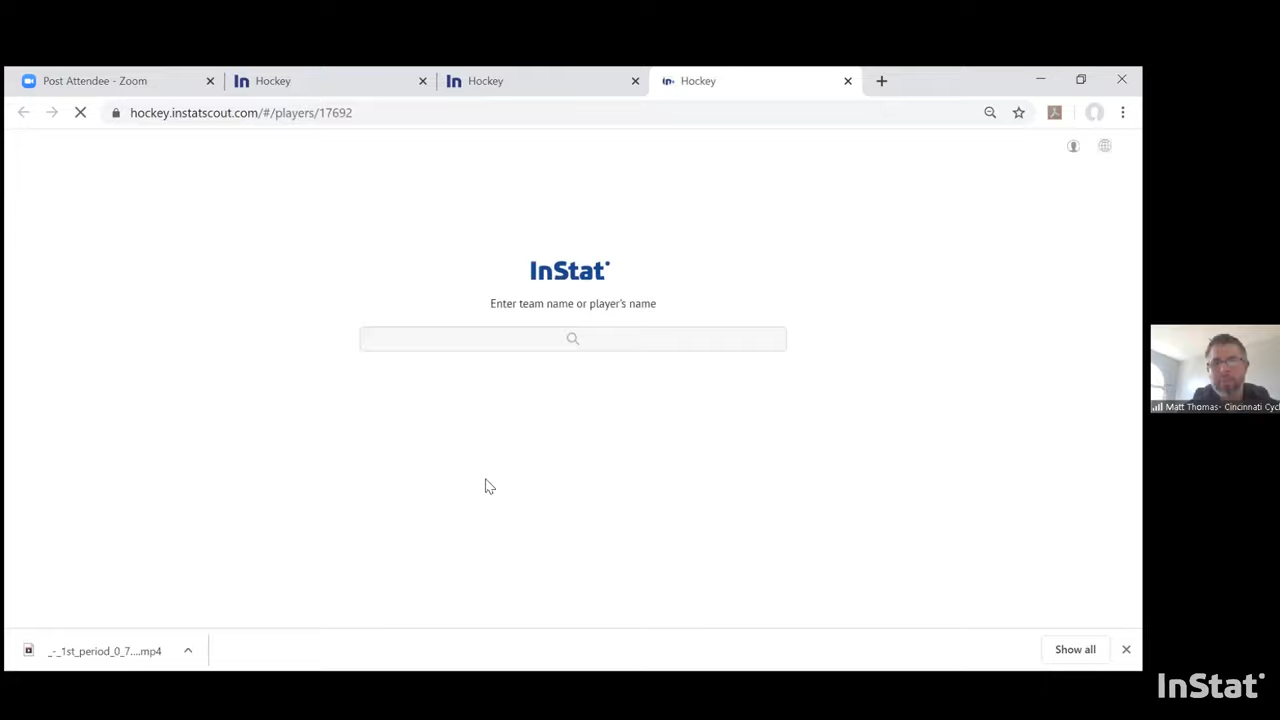 Post Attendee - Zoom
Hockey
Hockey
Hockey
hockey.instatscout.com/#/players/17692
InStat
Enter team name or player's name
Matt Thomas- Cincinnati Cycl
_-_1st_period_0_7....mp4
Show all
InStat